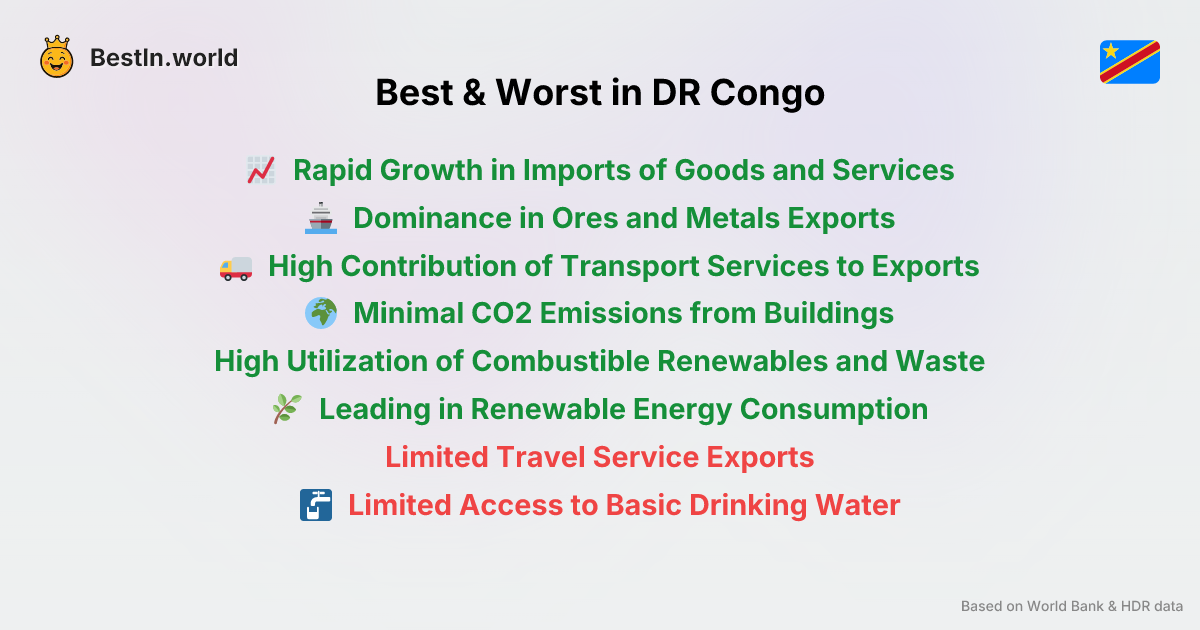 BestIn.world
Best & Worst in DR Congo
Rapid Growth in Imports of Goods and Services
Dominance in Ores and Metals Exports
High Contribution of Transport Services to Exports
Minimal CO2 Emissions from Buildings
High Utilization of Combustible Renewables and Waste
Leading in Renewable Energy Consumption
Limited Travel Service Exports
Limited Access to Basic Drinking Water
Based on World Bank & HDR data